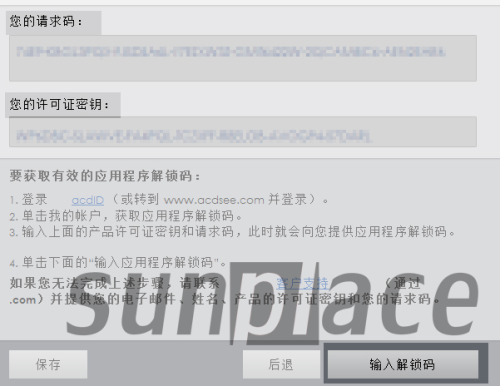 您的请求码：
您的许可证密钥：
要获取有效的应用程序解锁码：
1. 登录 acdID （或转到 www.acdsee.com 并登录）。
2. 单击我的帐户，获取应用程序解锁码。
3. 输入上面的产品许可证密钥和请求码，此时就会向您提供应用程序解锁码。
4. 单击下面的“输入应用程序解锁码”。
如果您无法完成上述步骤，请联系 客户支持 （通过
.com）并提供您的电子邮件、姓名、产品的许可证密钥和您的请求码。
sunplace
保存 后退 输入解锁码